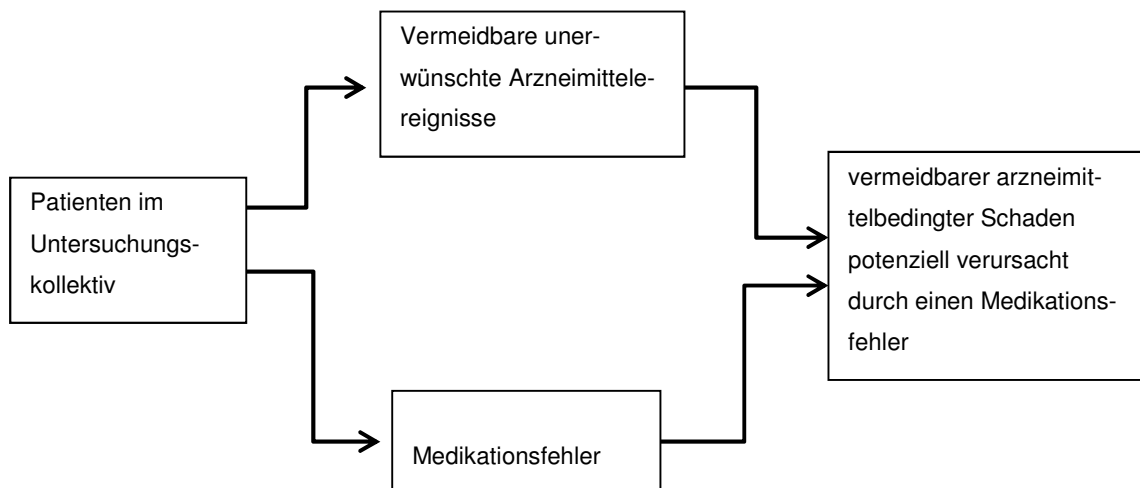 Vermeidbare uner-
wünschte Arzneimittele-
reignisse
Patienten im
Untersuchungs-
kollektiv
vermeidbarer arzneimit-
telbedingter Schaden
potenziell verursacht
durch einen Medikations-
fehler
Medikationsfehler